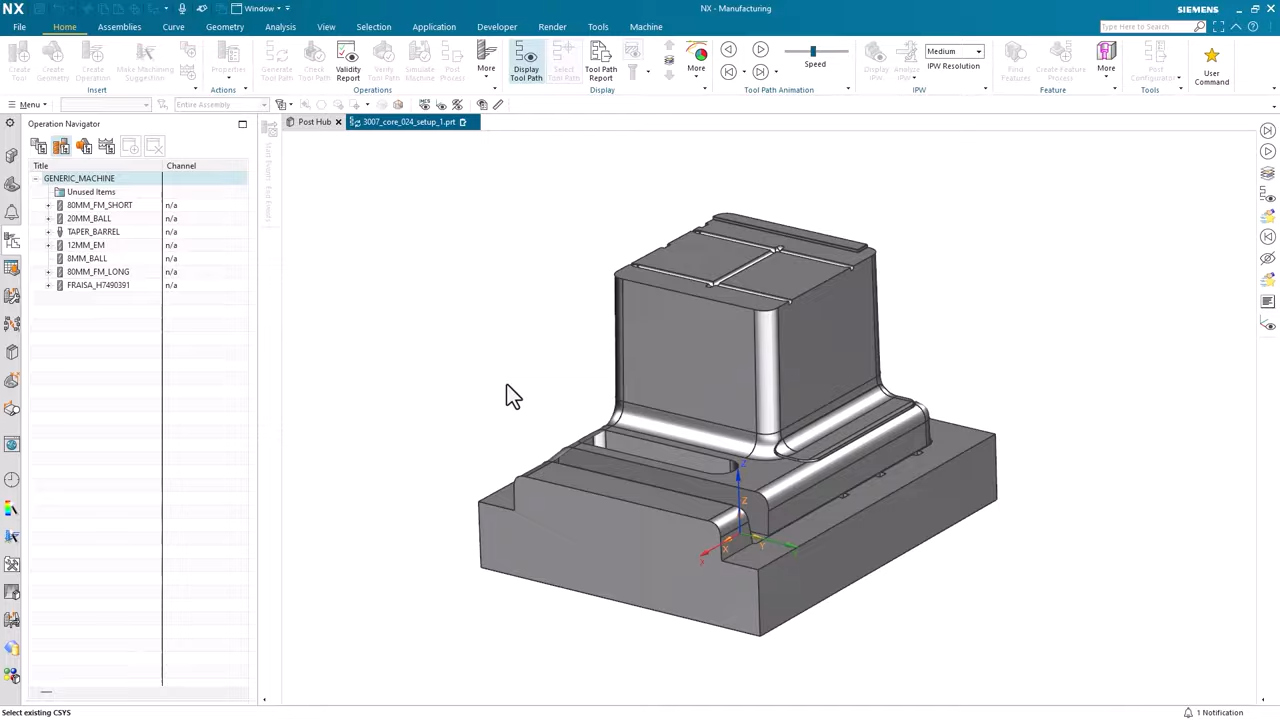 NX
Window
NX - Manufacturing
SIEMENS
File Home Assemblies Curve Geometry Analysis View Selection Application Developer Render Tools Machine
Type Here to Search
Create Tool
Create Geometry
Create Operation
Make Machining Suggestion
Properties
Generate Tool Path
Check Tool Path
Validity Report
Verify Tool Path
Simulate Machine
Post Process
More
Display Tool Path
Select Tool Path
Tool Path Report
More
Speed
Display IPW
Analyze IPW
Medium
IPW Resolution
Find Features
Create Feature Process
More
Post Configurator
User Command
Insert
Actions
Operations
Display
Tool Path Animation
IPW
Feature
Tools
Menu
Entire Assembly
Operation Navigator
Post Hub
3007_core_024_setup_1.prt
Title Channel
GENERIC_MACHINE
Unused Items
80MM_FM_SHORT n/a
20MM_BALL n/a
TAPER_BARREL n/a
12MM_EM n/a
8MM_BALL n/a
80MM_FM_LONG n/a
FRAISA_H7490391 n/a
Z
Z
X
Y
Select existing CSYS
1 Notification